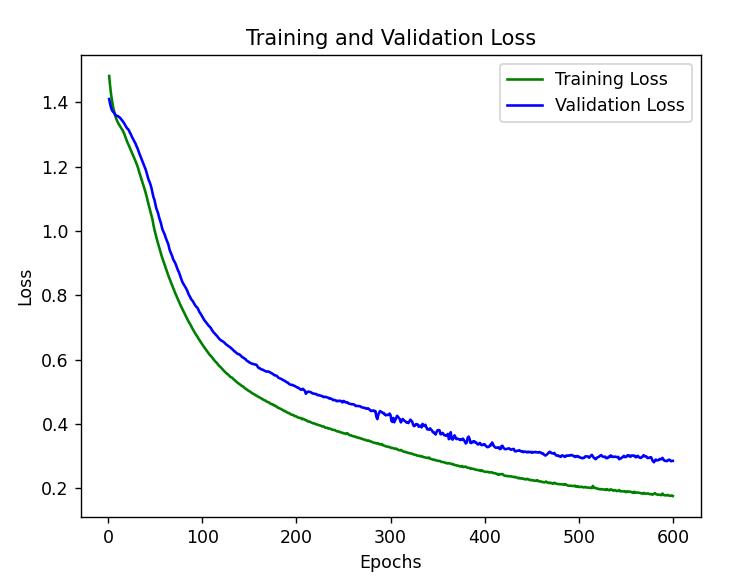 Training and Validation Loss
Training Loss
Validation Loss
1.4
1.2
1.0
0.8
0.6
0.4
0.2
Loss
0 100 200 300 400 500 600
Epochs